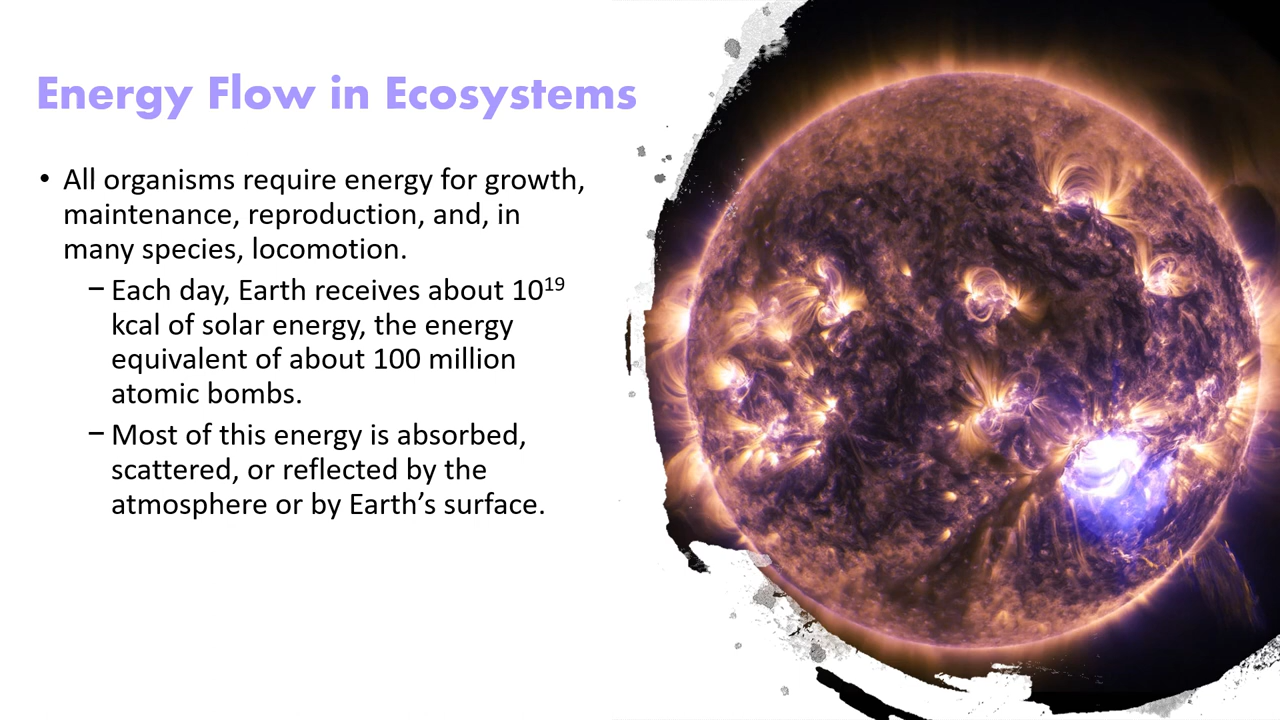 Energy Flow in Ecosystems
• All organisms require energy for growth,
maintenance, reproduction, and, in
many species, locomotion.
– Each day, Earth receives about 10¹⁹
kcal of solar energy, the energy
equivalent of about 100 million
atomic bombs.
– Most of this energy is absorbed,
scattered, or reflected by the
atmosphere or by Earth’s surface.